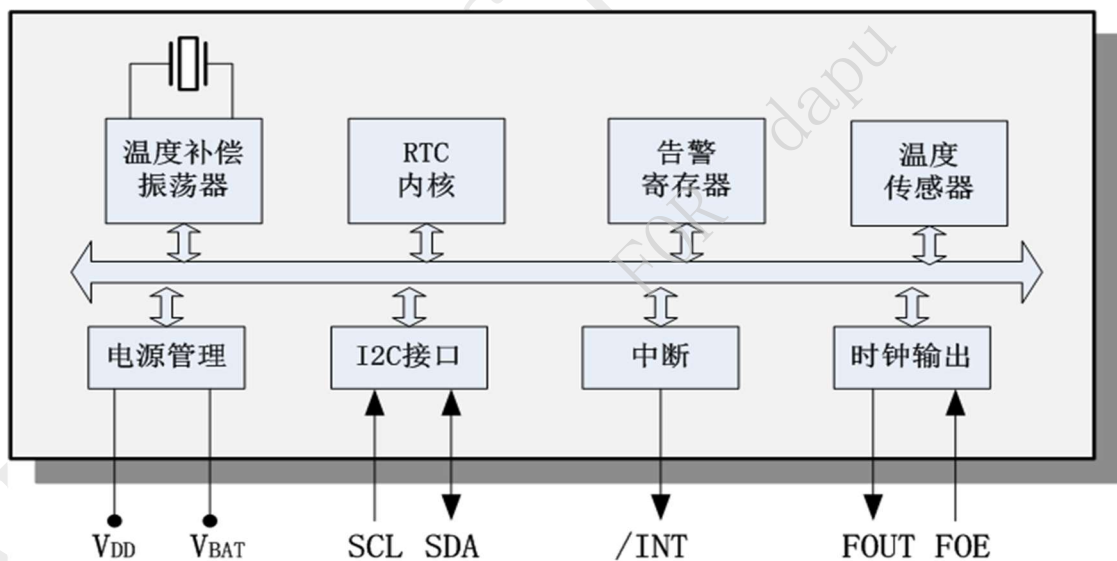 温度补偿
振荡器
RTC
内核
告警
寄存器
温度
传感器
电源管理
I2C接口
中断
时钟输出
VDD
VBAT
SCL
SDA
/INT
FOUT
FOE
FOR dapu